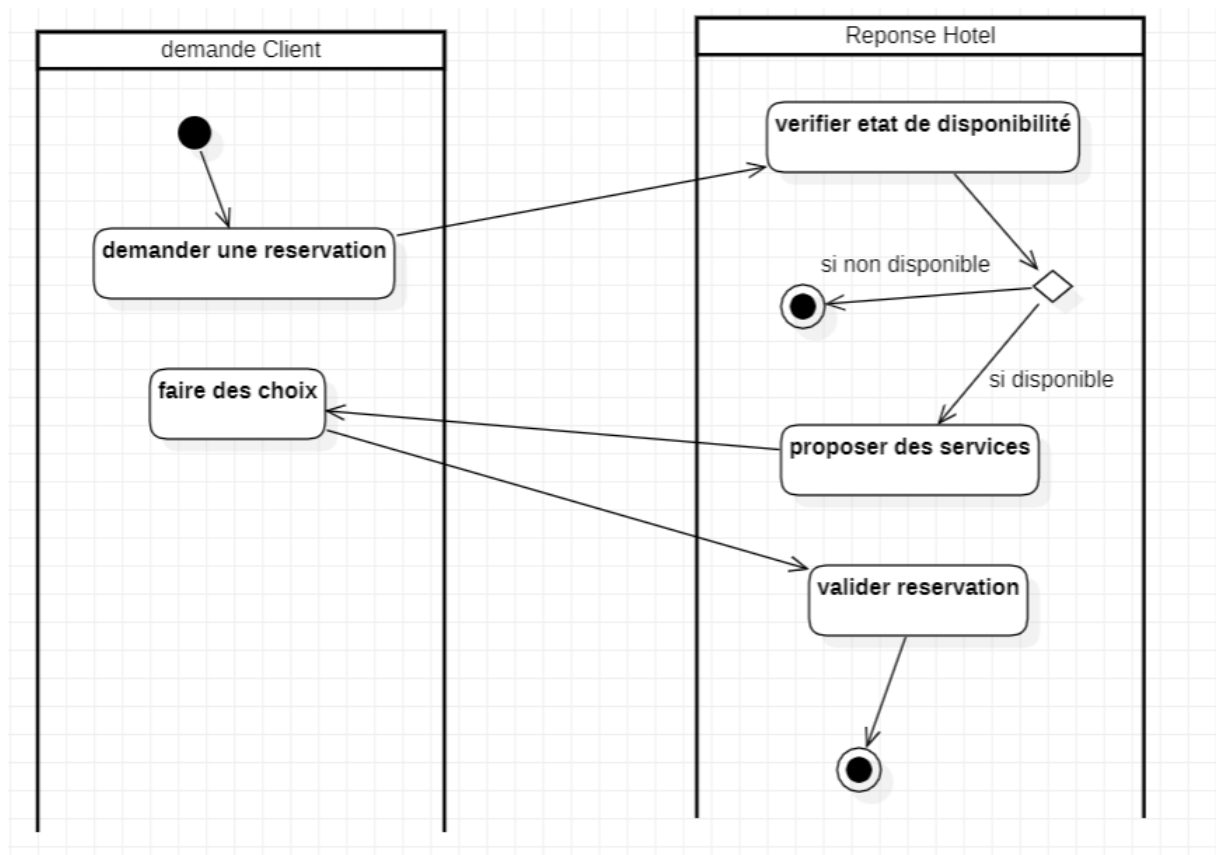 demande Client
Reponse Hotel
verifier etat de disponibilité
demander une reservation
si non disponible
faire des choix
si disponible
proposer des services
valider reservation